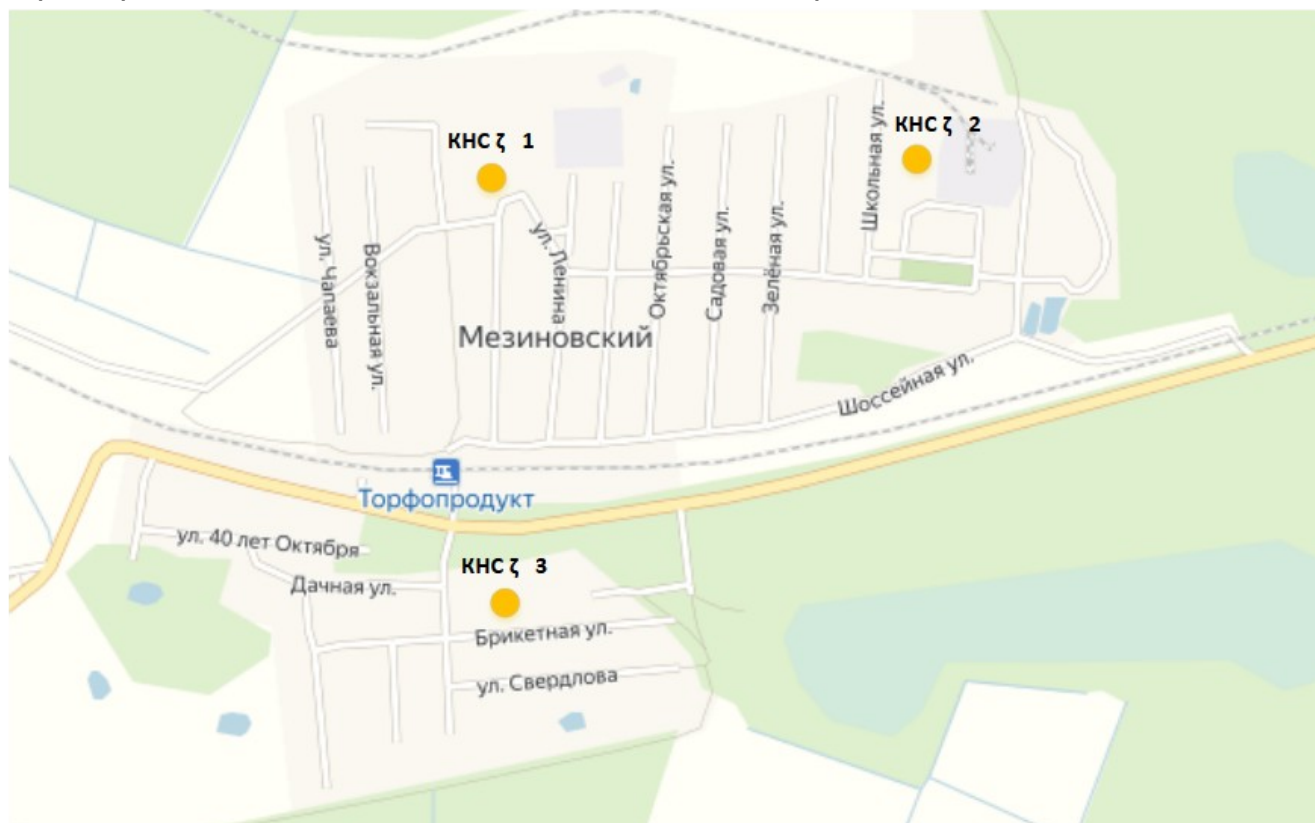 КНС ζ 1
КНС ζ 2
ул. Чапаева
Вокзальная ул.
ул. Ленина
Октябрьская ул.
Садовая ул.
Зелёная ул.
Школьная ул.
Мезиновский
Шоссейная ул.
Торфопродукт
ул. 40 лет Октября
КНС ζ 3
Дачная ул.
Брикетная ул.
ул. Свердлова